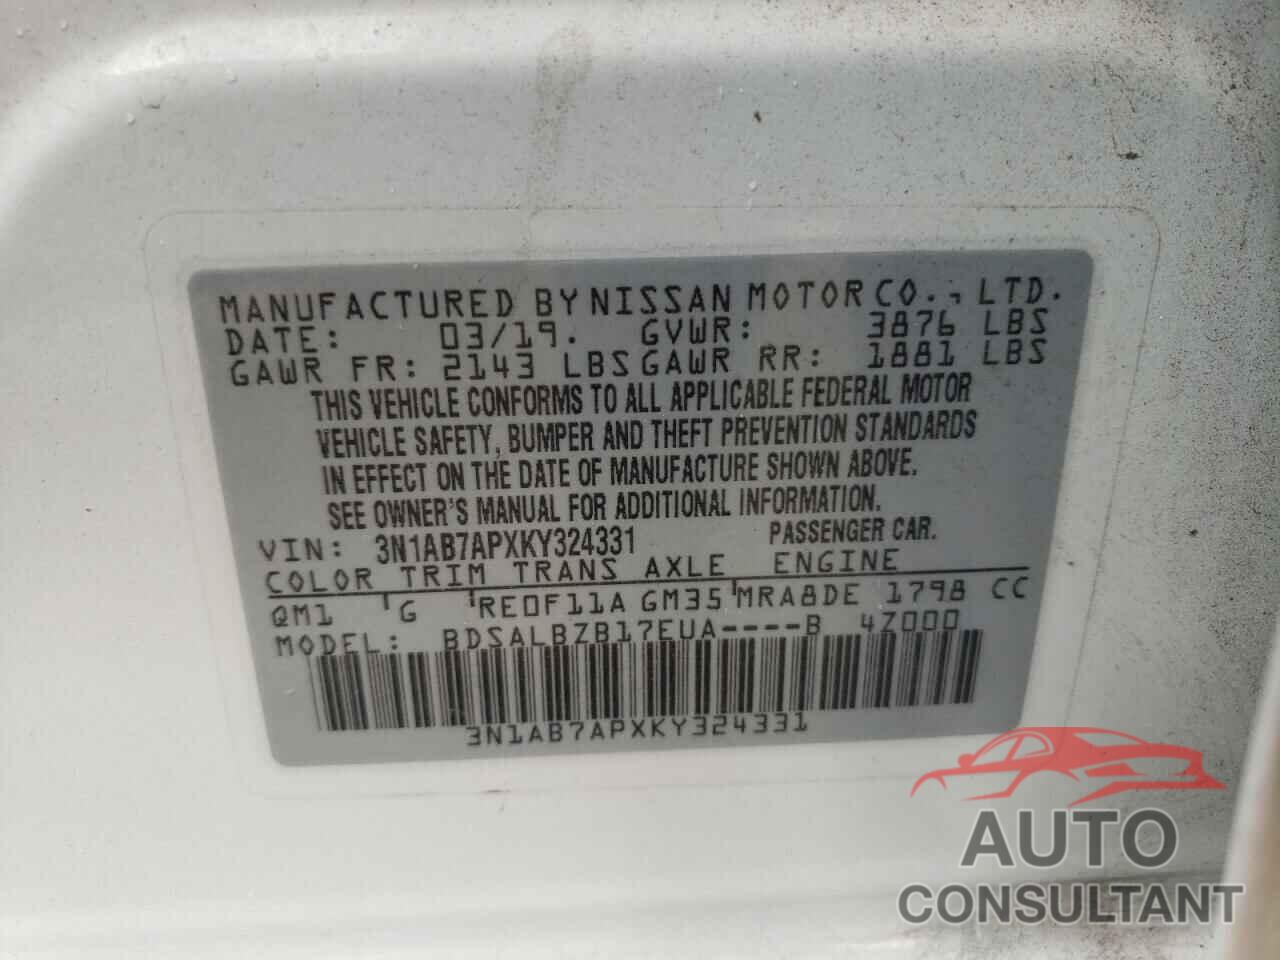 MANUFACTURED BY NISSAN MOTOR CO., LTD.
DATE: 03/19. GVWR: 3876 LBS
GAWR FR: 2143 LBS GAWR RR: 1881 LBS
THIS VEHICLE CONFORMS TO ALL APPLICABLE FEDERAL MOTOR
VEHICLE SAFETY, BUMPER AND THEFT PREVENTION STANDARDS
IN EFFECT ON THE DATE OF MANUFACTURE SHOWN ABOVE.
SEE OWNER'S MANUAL FOR ADDITIONAL INFORMATION.
VIN: 3N1AB7APXKY324331 PASSENGER CAR.
COLOR TRIM TRANS AXLE ENGINE
QM1 G RE0F11A GM35 MRA8DE 1798 CC
MODEL: BDSALBZB17EUA----B 4Z000
3N1AB7APXKY324331
AUTO
CONSULTANT